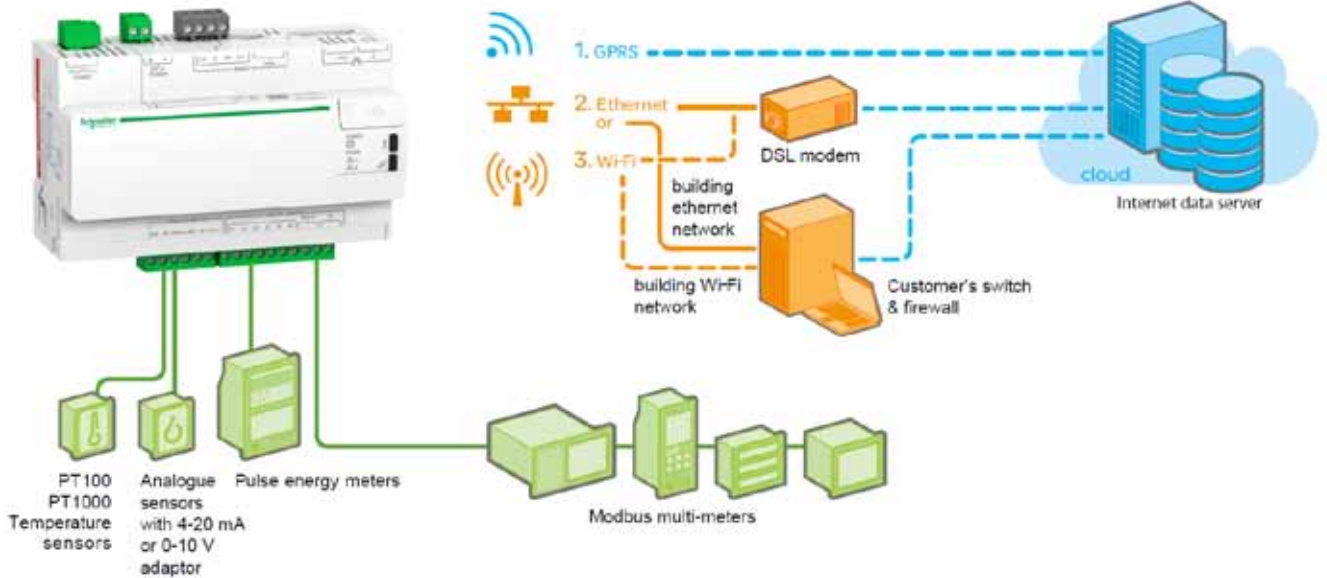 Schneider
1. GPRS
2. Ethernet
or
3. Wi-Fi
DSL modem
building
ethernet
network
building Wi-Fi
network
Customer's switch
& firewall
cloud
Internet data server
PT100
PT1000
Temperature
sensors
Analogue
sensors
with 4-20 mA
or 0-10 V
adaptor
Pulse energy meters
Modbus multi-meters